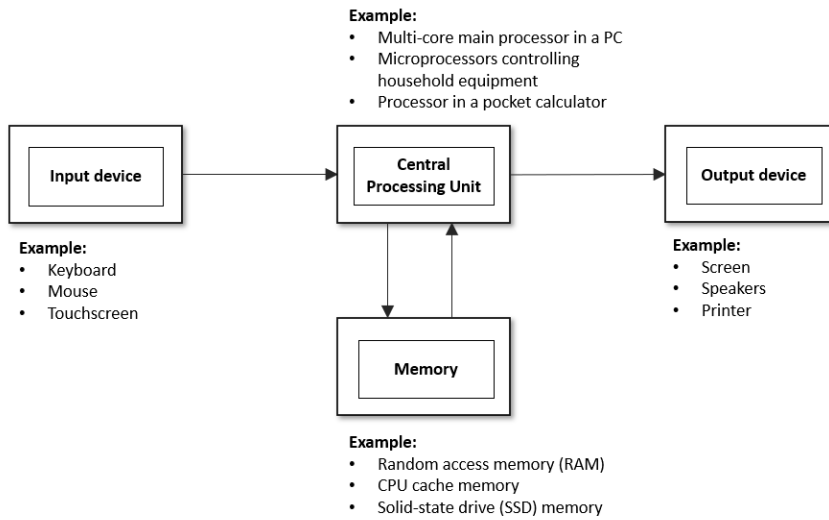 Example:
• Multi-core main processor in a PC
• Microprocessors controlling
household equipment
• Processor in a pocket calculator
Input device
Central
Processing Unit
Output device
Example:
• Keyboard
• Mouse
• Touchscreen
Example:
• Screen
• Speakers
• Printer
Memory
Example:
• Random access memory (RAM)
• CPU cache memory
• Solid-state drive (SSD) memory